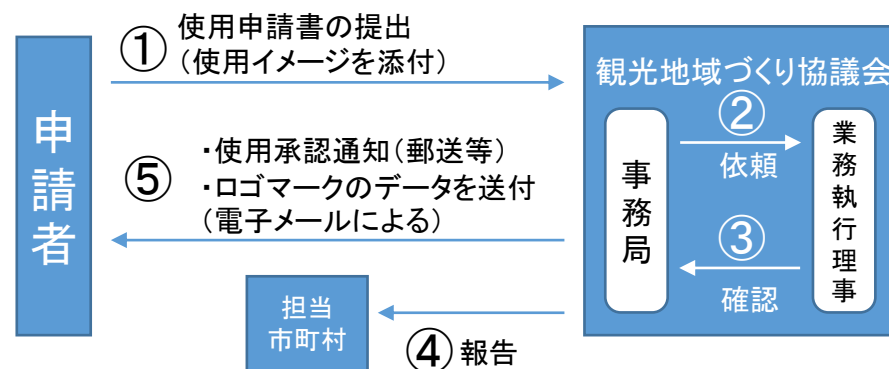 ① 使用申請書の提出
(使用イメージを添付)
観光地域づくり協議会
申請者
②
依頼
事務局
業務執行理事
③
確認
⑤ ・使用承認通知(郵送等)
・ロゴマークのデータを送付
(電子メールによる)
担当
市町村
④ 報告